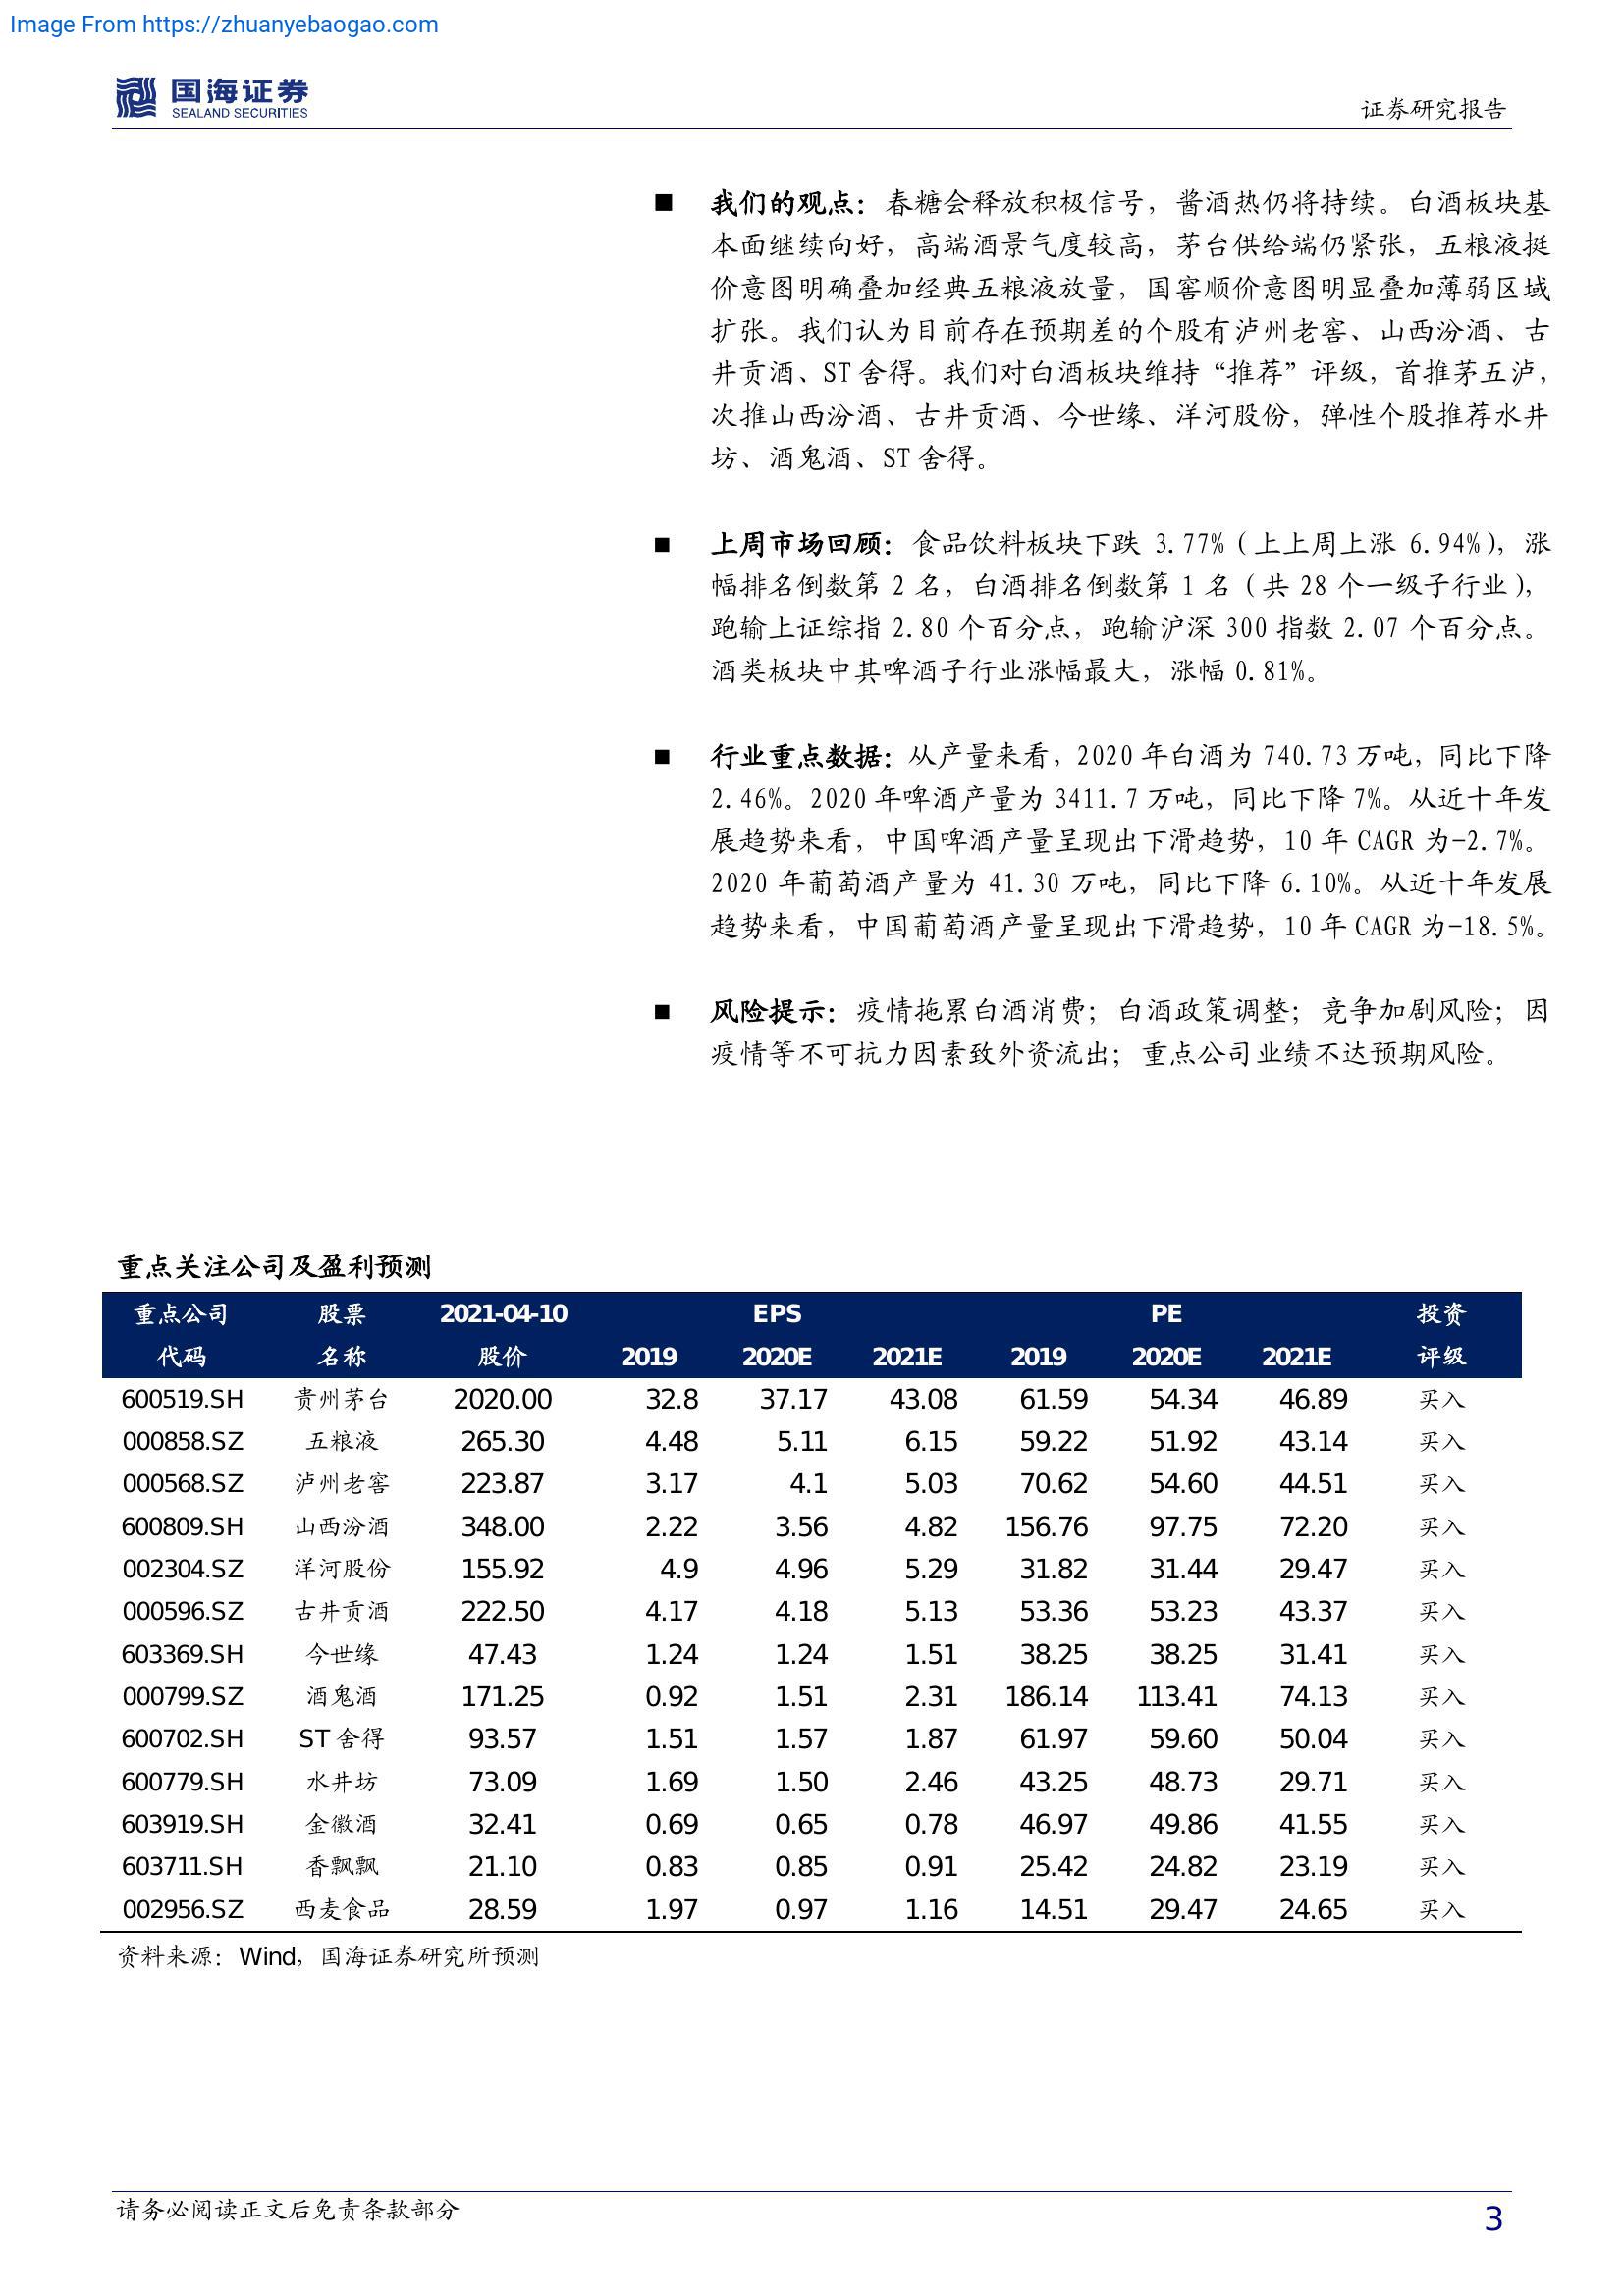 Image From https://zhuanyebaogao.com
国海证券
SEALAND SECURITIES
证券研究报告
■ 我们的观点：春糖会释放积极信号，酱酒热仍将持续。白酒板块基
本面继续向好，高端酒景气度较高，茅台供给端仍紧张，五粮液挺
价意图明确叠加经典五粮液放量，国窖顺价意图明显叠加薄弱区域
扩张。我们认为目前存在预期差的个股有泸州老窖、山西汾酒、古
井贡酒、ST 舍得。我们对白酒板块维持“推荐”评级，首推茅五泸，
次推山西汾酒、古井贡酒、今世缘、洋河股份，弹性个股推荐水井
坊、酒鬼酒、ST 舍得。
■ 上周市场回顾：食品饮料板块下跌 3.77%（上上周上涨 6.94%），涨
幅排名倒数第 2 名，白酒排名倒数第 1 名（共 28 个一级子行业），
跑输上证综指 2.80 个百分点，跑输沪深 300 指数 2.07 个百分点。
酒类板块中其啤酒子行业涨幅最大，涨幅 0.81%。
■ 行业重点数据：从产量来看，2020 年白酒为 740.73 万吨，同比下降
2.46%。2020 年啤酒产量为 3411.7 万吨，同比下降 7%。从近十年发
展趋势来看，中国啤酒产量呈现出下滑趋势，10 年 CAGR 为-2.7%。
2020 年葡萄酒产量为 41.30 万吨，同比下降 6.10%。从近十年发展
趋势来看，中国葡萄酒产量呈现出下滑趋势，10 年 CAGR 为-18.5%。
■ 风险提示：疫情拖累白酒消费；白酒政策调整；竞争加剧风险；因
疫情等不可抗力因素致外资流出；重点公司业绩不达预期风险。
重点关注公司及盈利预测
重点公司 股票 2021-04-10 EPS PE 投资
代码 名称 股价 2019 2020E 2021E 2019 2020E 2021E 评级
600519.SH 贵州茅台 2020.00 32.8 37.17 43.08 61.59 54.34 46.89 买入
000858.SZ 五粮液 265.30 4.48 5.11 6.15 59.22 51.92 43.14 买入
000568.SZ 泸州老窖 223.87 3.17 4.1 5.03 70.62 54.60 44.51 买入
600809.SH 山西汾酒 348.00 2.22 3.56 4.82 156.76 97.75 72.20 买入
002304.SZ 洋河股份 155.92 4.9 4.96 5.29 31.82 31.44 29.47 买入
000596.SZ 古井贡酒 222.50 4.17 4.18 5.13 53.36 53.23 43.37 买入
603369.SH 今世缘 47.43 1.24 1.24 1.51 38.25 38.25 31.41 买入
000799.SZ 酒鬼酒 171.25 0.92 1.51 2.31 186.14 113.41 74.13 买入
600702.SH ST 舍得 93.57 1.51 1.57 1.87 61.97 59.60 50.04 买入
600779.SH 水井坊 73.09 1.69 1.50 2.46 43.25 48.73 29.71 买入
603919.SH 金徽酒 32.41 0.69 0.65 0.78 46.97 49.86 41.55 买入
603711.SH 香飘飘 21.10 0.83 0.85 0.91 25.42 24.82 23.19 买入
002956.SZ 西麦食品 28.59 1.97 0.97 1.16 14.51 29.47 24.65 买入
资料来源：Wind，国海证券研究所预测
请务必阅读正文后免责条款部分
3